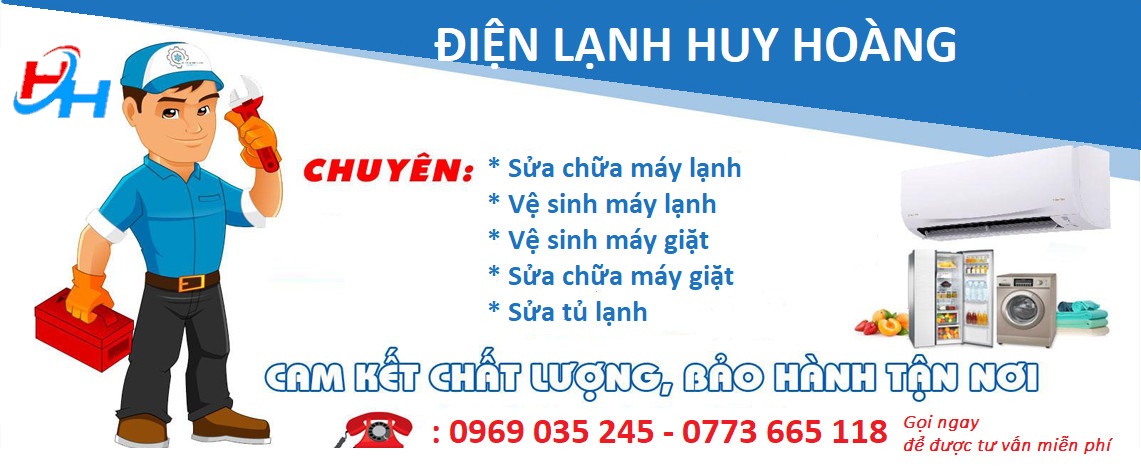 ĐIỆN LẠNH HUY HOÀNG
HH
CHUYÊN:
* Sửa chữa máy lạnh
* Vệ sinh máy lạnh
* Vệ sinh máy giặt
* Sửa chữa máy giặt
* Sửa tủ lạnh
CAM KẾT CHẤT LƯỢNG, BẢO HÀNH TẬN NƠI
: 0969 035 245 - 0773 665 118
Gọi ngay
để được tư vấn miễn phí